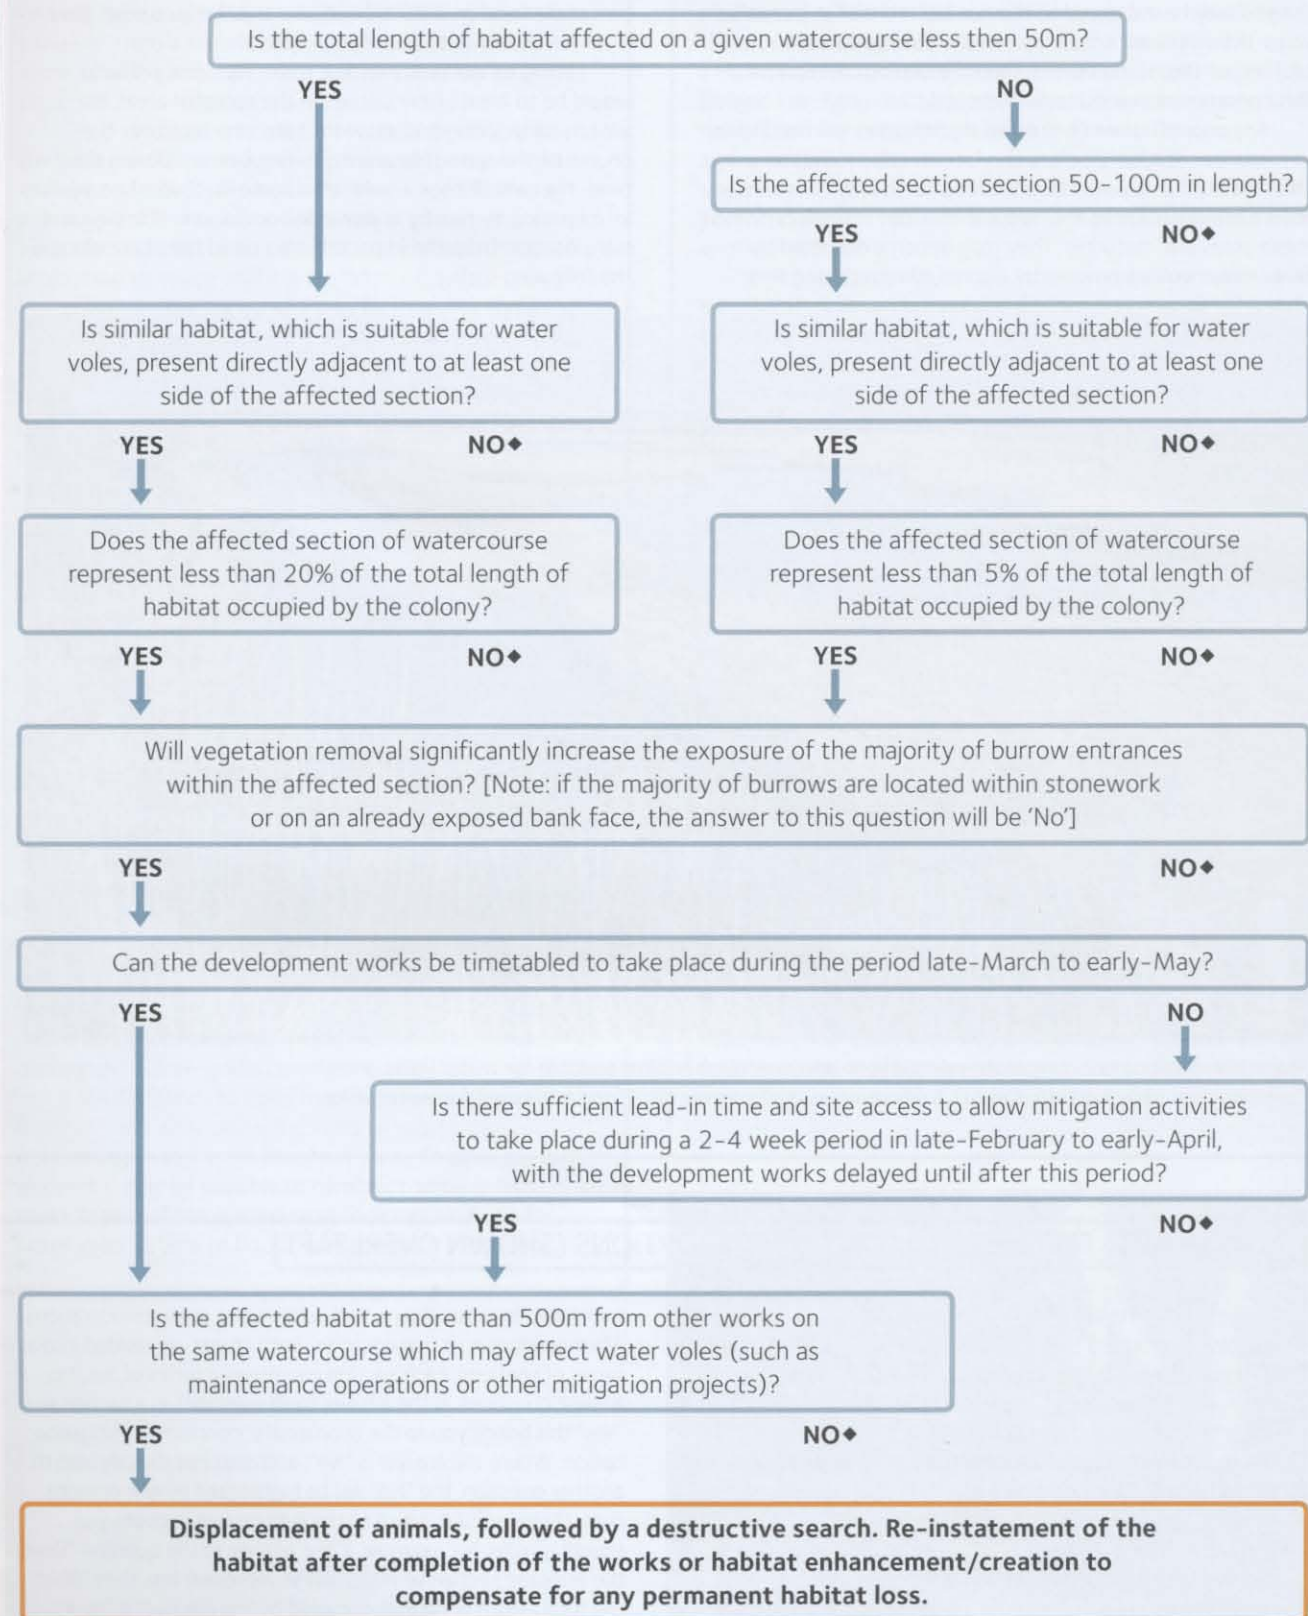 Is the total length of habitat affected on a given watercourse less then 50m?
YES
NO
Is the affected section section 50-100m in length?
YES
NO◆
Is similar habitat, which is suitable for water
voles, present directly adjacent to at least one
side of the affected section?
YES
NO◆
Is similar habitat, which is suitable for water
voles, present directly adjacent to at least one
side of the affected section?
YES
NO◆
Does the affected section of watercourse
represent less than 20% of the total length of
habitat occupied by the colony?
YES
NO◆
Does the affected section of watercourse
represent less than 5% of the total length of
habitat occupied by the colony?
YES
NO◆
Will vegetation removal significantly increase the exposure of the majority of burrow entrances
within the affected section? [Note: if the majority of burrows are located within stonework
or on an already exposed bank face, the answer to this question will be 'No']
YES
NO◆
Can the development works be timetabled to take place during the period late-March to early-May?
YES
NO
Is there sufficient lead-in time and site access to allow mitigation activities
to take place during a 2-4 week period in late-February to early-April,
with the development works delayed until after this period?
YES
NO◆
Is the affected habitat more than 500m from other works on
the same watercourse which may affect water voles (such as
maintenance operations or other mitigation projects)?
YES
NO◆
Displacement of animals, followed by a destructive search. Re-instatement of the
habitat after completion of the works or habitat enhancement/creation to
compensate for any permanent habitat loss.